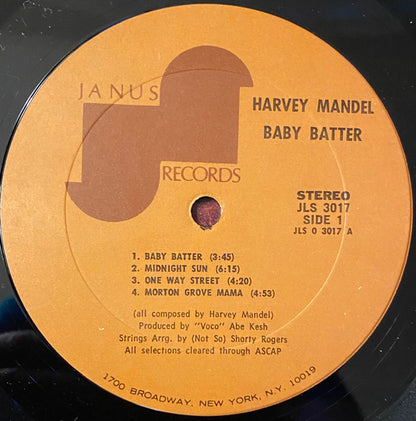 JANUS
RECORDS
HARVEY MANDEL
BABY BATTER
STEREO
JLS 3017
SIDE 1
JLS O 3017 A
1. BABY BATTER (3:45)
2. MIDNIGHT SUN (6:15)
3. ONE WAY STREET (4:20)
4. MORTON GROVE MAMA (4:53)
(all composed by Harvey Mandel)
Produced by "Voco" Abe Kesh
Strings Arrg. by (Not So) Shorty Rogers
All selections cleared through ASCAP
1700 BROADWAY, NEW YORK, N.Y. 10019